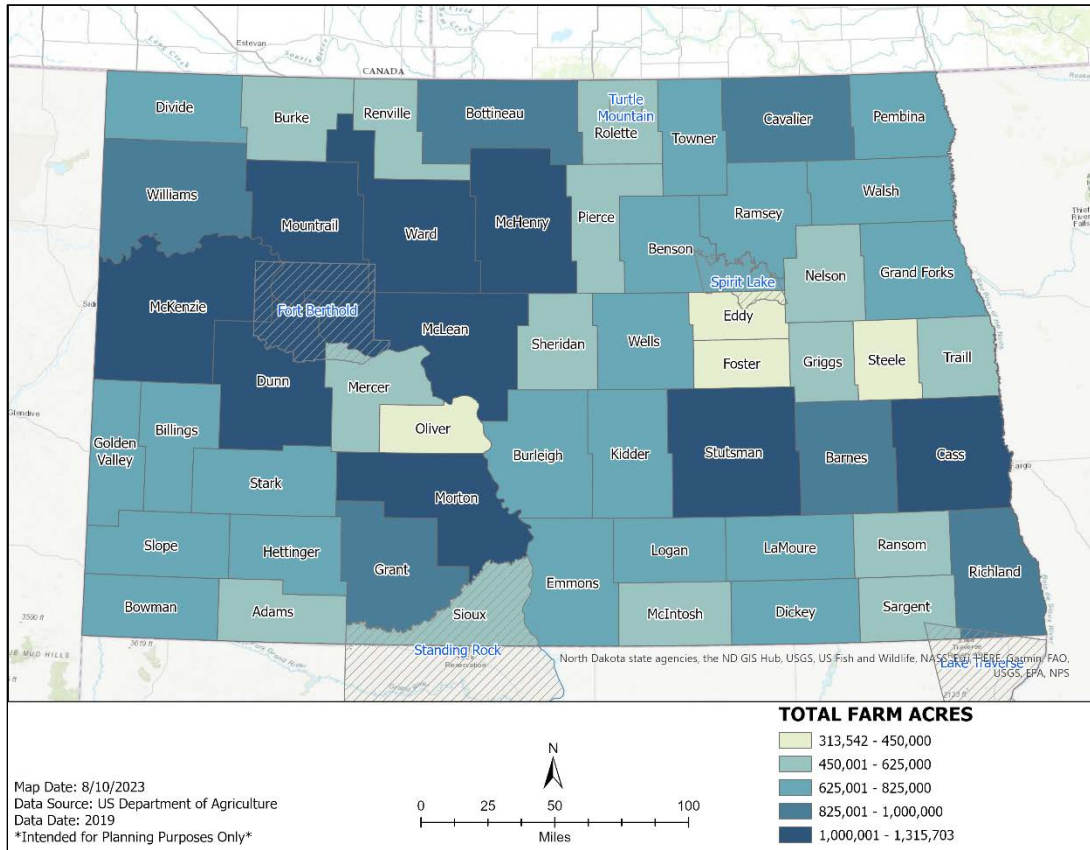 Estevan
CANADA
Divide
Burke
Renville
Bottineau
Turtle
Mountain
Rolette
Towner
Cavalier
Pembina
Williams
Mountrail
Ward
McHenry
Pierce
Benson
Ramsey
Walsh
Thief
River
Falls
Nelson
Grand Forks
Spirit Lake
McKenzie
Fort Berthold
McLean
Sheridan
Wells
Eddy
Foster
Griggs
Steele
Traill
Dunn
Mercer
Oliver
Glendive
Golden
Valley
Billings
Stark
Burleigh
Kidder
Stutsman
Barnes
Cass
Fargo
Morton
Slope
Hettinger
Grant
Emmons
Logan
LaMoure
Ransom
Richland
Bowman
Adams
Sioux
McIntosh
Dickey
Sargent
Standing Rock
Reservation
Lake Traverse
North Dakota state agencies, the ND GIS Hub, USGS, US Fish and Wildlife, NASS, Esri, HERE, Garmin, FAO,
USGS, EPA, NPS
TOTAL FARM ACRES
313,542 - 450,000
450,001 - 625,000
625,001 - 825,000
825,001 - 1,000,000
1,000,001 - 1,315,703
N
0 25 50 100
Miles
Map Date: 8/10/2023
Data Source: US Department of Agriculture
Data Date: 2019
*Intended for Planning Purposes Only*